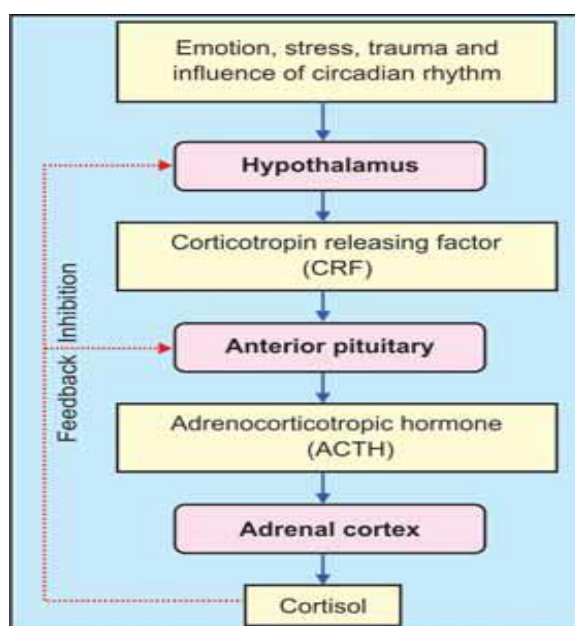 Emotion, stress, trauma and
influence of circadian rhythm
Hypothalamus
Corticotropin releasing factor
(CRF)
Anterior pituitary
Adrenocorticotropic hormone
(ACTH)
Adrenal cortex
Cortisol
Feedback Inhibition